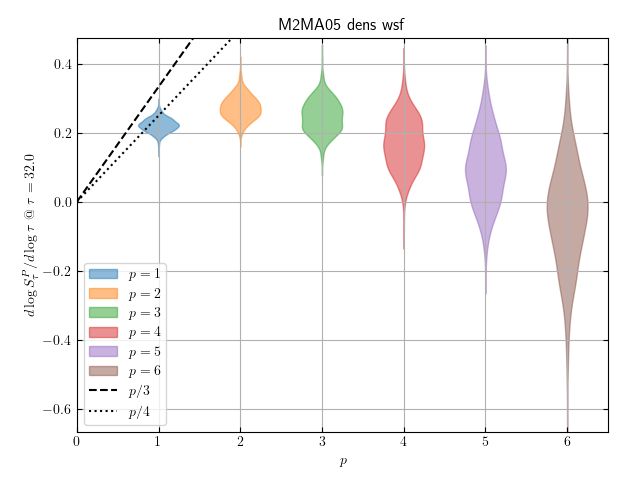 M2MA05 dens wsf
d log S_τ^P / d log τ @ τ = 32.0
0.4
0.2
0.0
−0.2
−0.4
−0.6
p = 1
p = 2
p = 3
p = 4
p = 5
p = 6
p/3
p/4
0 1 2 3 4 5 6
p